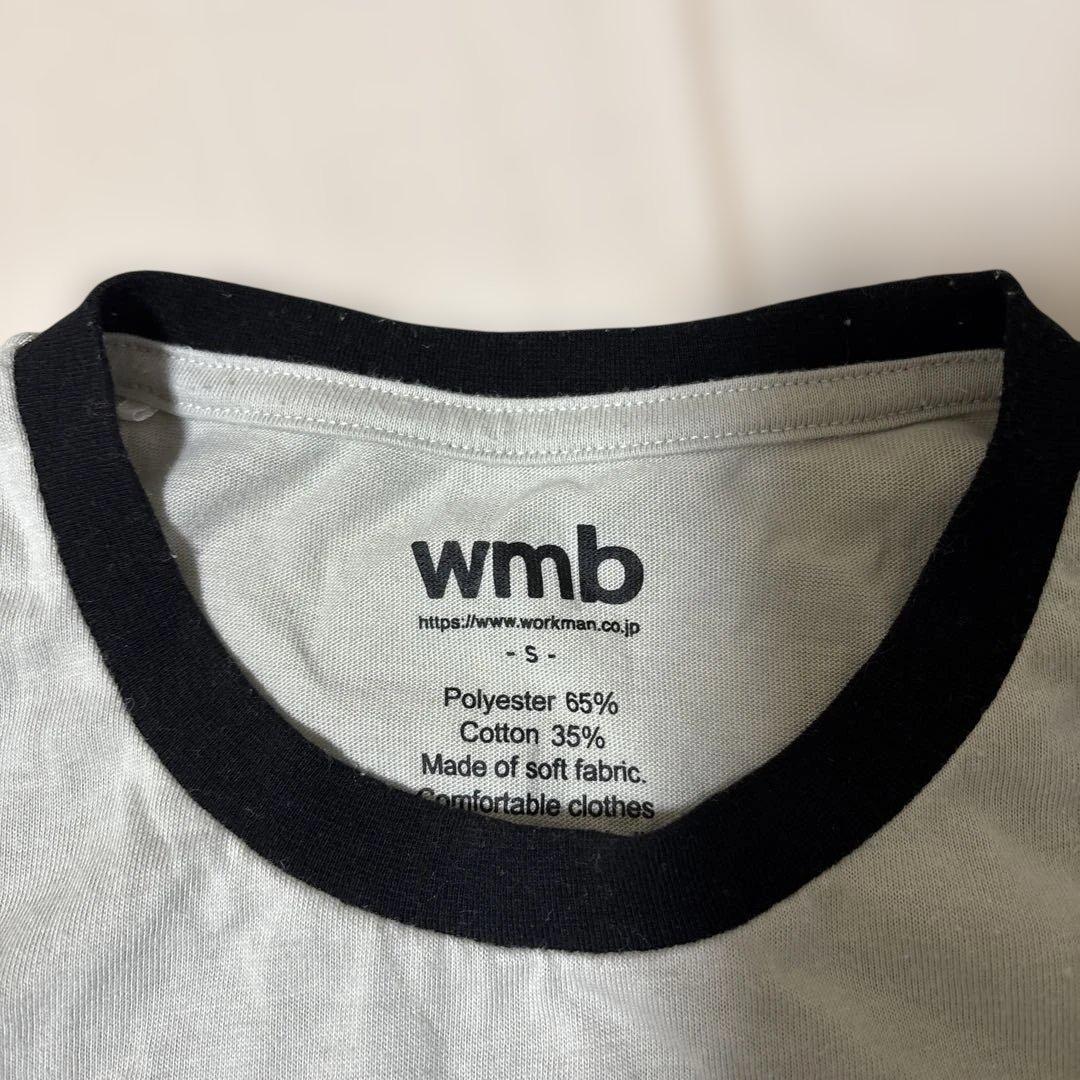 wmb
https://www.workman.co.jp
- S -
Polyester 65%
Cotton 35%
Made of soft fabric.
Comfortable clothes